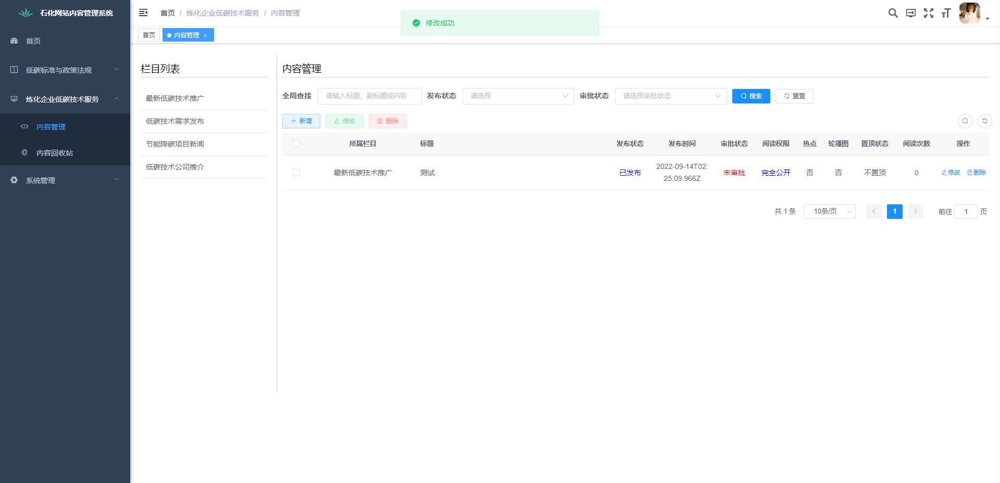 石化网站内容管理系统
首页
低碳标准与政策法规
炼化企业低碳技术服务
内容管理
内容回收站
系统管理
首页 / 炼化企业低碳技术服务 / 内容管理
修改成功
首页
内容管理 ×
栏目列表
最新低碳技术推广
低碳技术需求发布
节能降碳项目新闻
低碳技术公司推介
内容管理
全局查找 请输入标题、副标题或内容 发布状态 请选择 审批状态 请选择审批状态 搜索 重置
新增 修改 删除
所属栏目 标题 发布状态 发布时间 审批状态 阅读权限 热点 轮播图 置顶状态 阅读次数 操作
最新低碳技术推广 测试 已发布 2022-09-14T02:25:09.966Z 未审批 完全公开 否 否 不置顶 0 修改 删除
共 1 条 10条/页 1 前往 1 页